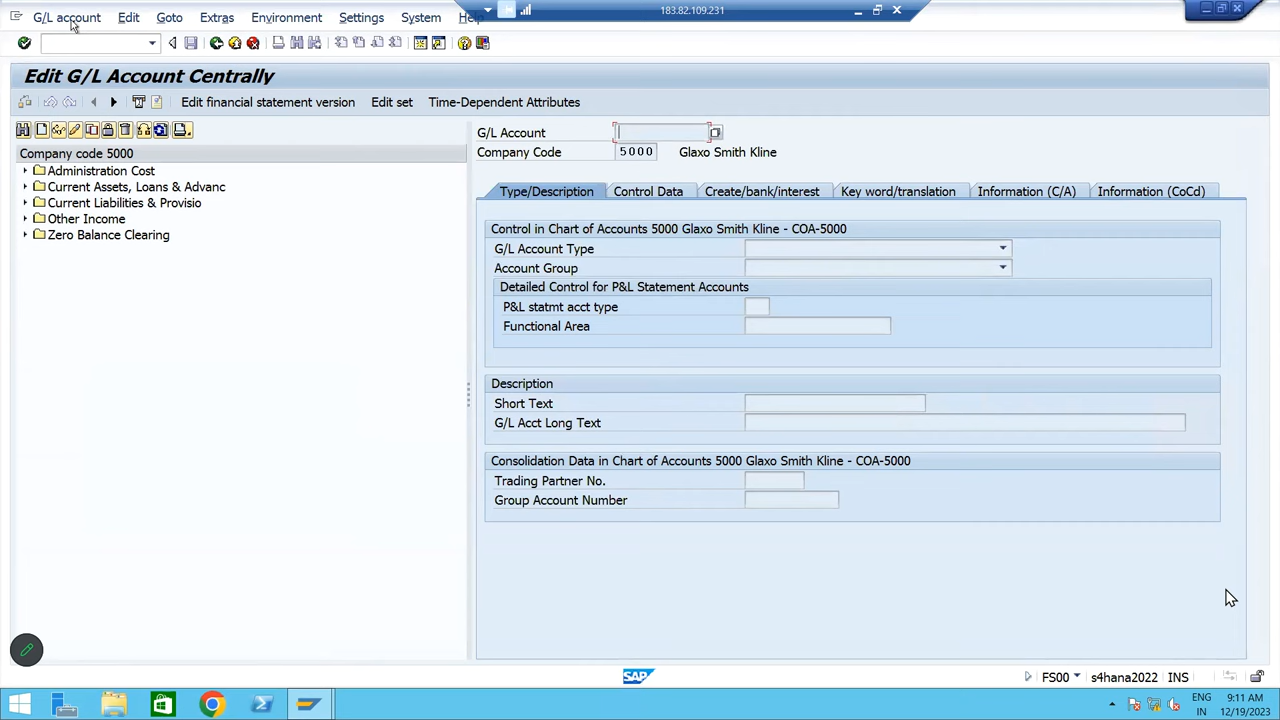 183.82.109.231
G/L account Edit Goto Extras Environment Settings System Help
Edit G/L Account Centrally
Edit financial statement version Edit set Time-Dependent Attributes
Company code 5000
Administration Cost
Current Assets, Loans & Advanc
Current Liabilities & Provisio
Other Income
Zero Balance Clearing
G/L Account
Company Code 5000 Glaxo Smith Kline
Type/Description Control Data Create/bank/interest Key word/translation Information (C/A) Information (CoCd)
Control in Chart of Accounts 5000 Glaxo Smith Kline - COA-5000
G/L Account Type
Account Group
Detailed Control for P&L Statement Accounts
P&L statmt acct type
Functional Area
Description
Short Text
G/L Acct Long Text
Consolidation Data in Chart of Accounts 5000 Glaxo Smith Kline - COA-5000
Trading Partner No.
Group Account Number
SAP
FS00 s4hana2022 INS
ENG 9:11 AM
IN 12/19/2023